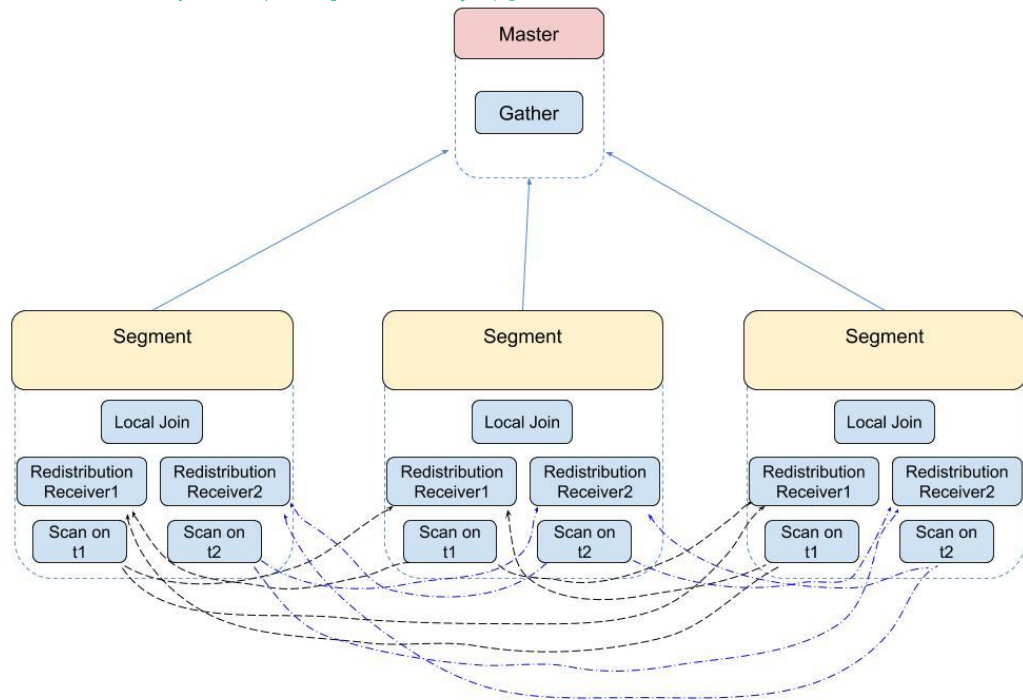 Master
Gather
Segment
Segment
Segment
Local Join
Local Join
Local Join
Redistribution
Receiver1
Redistribution
Receiver2
Redistribution
Receiver1
Redistribution
Receiver2
Redistribution
Receiver1
Redistribution
Receiver2
Scan on
t1
Scan on
t2
Scan on
t1
Scan on
t2
Scan on
t1
Scan on
t2